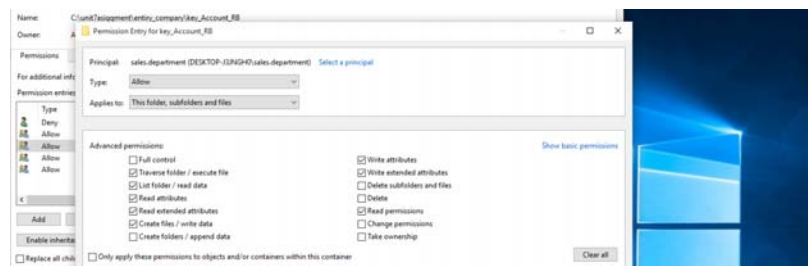 Name: C:\unit7asiggment\entiry_company\key_Account_RB
Owner: A
Permissions
For additional info
Permission entries
Type
Deny
Allow
Allow
Allow
Allow
Add
Enable inherita
Replace all chil
Permission Entry for key_Account_RB
Principal: sales.department (DESKTOP-J3JNGH0\sales.department) Select a principal
Type: Allow
Applies to: This folder, subfolders and files
Advanced permissions: Show basic permissions
Full control
Traverse folder / execute file
List folder / read data
Read attributes
Read extended attributes
Create files / write data
Create folders / append data
Write attributes
Write extended attributes
Delete subfolders and files
Delete
Read permissions
Change permissions
Take ownership
Only apply these permissions to objects and/or containers within this container
Clear all